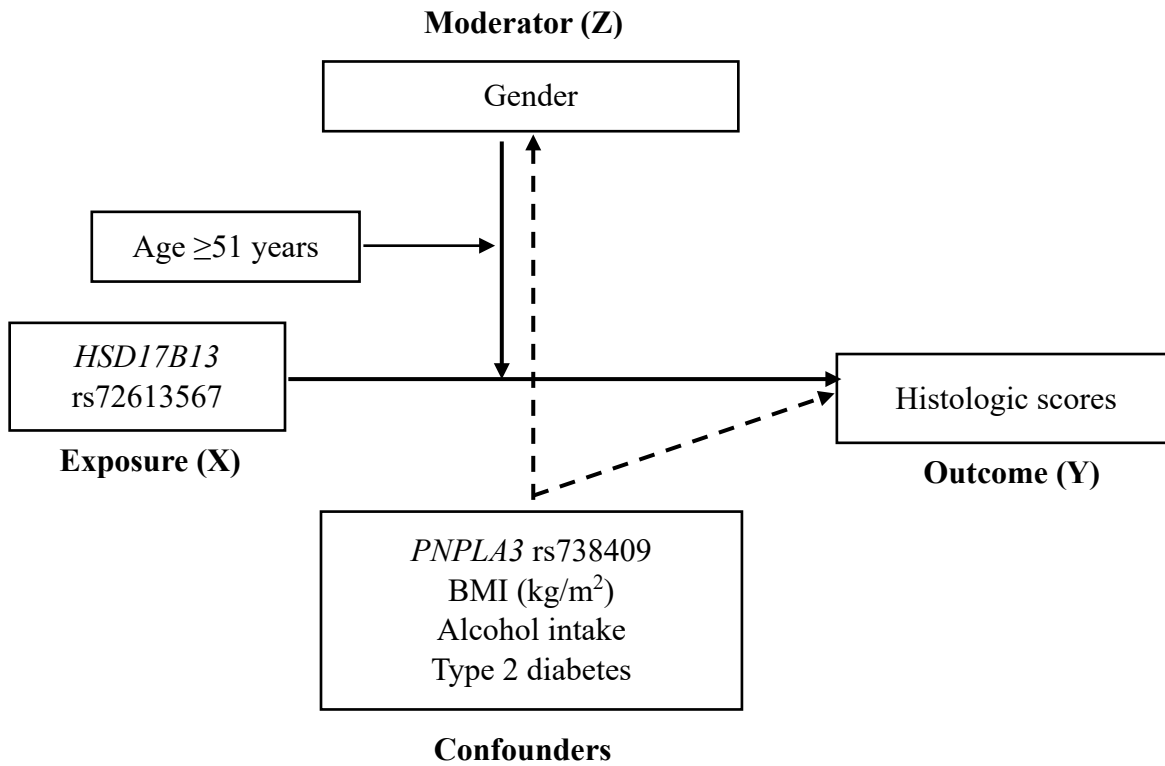 Moderator (Z)
Gender
Age ≥51 years
HSD17B13
rs72613567
Exposure (X)
Histologic scores
Outcome (Y)
PNPLA3 rs738409
BMI (kg/m²)
Alcohol intake
Type 2 diabetes
Confounders